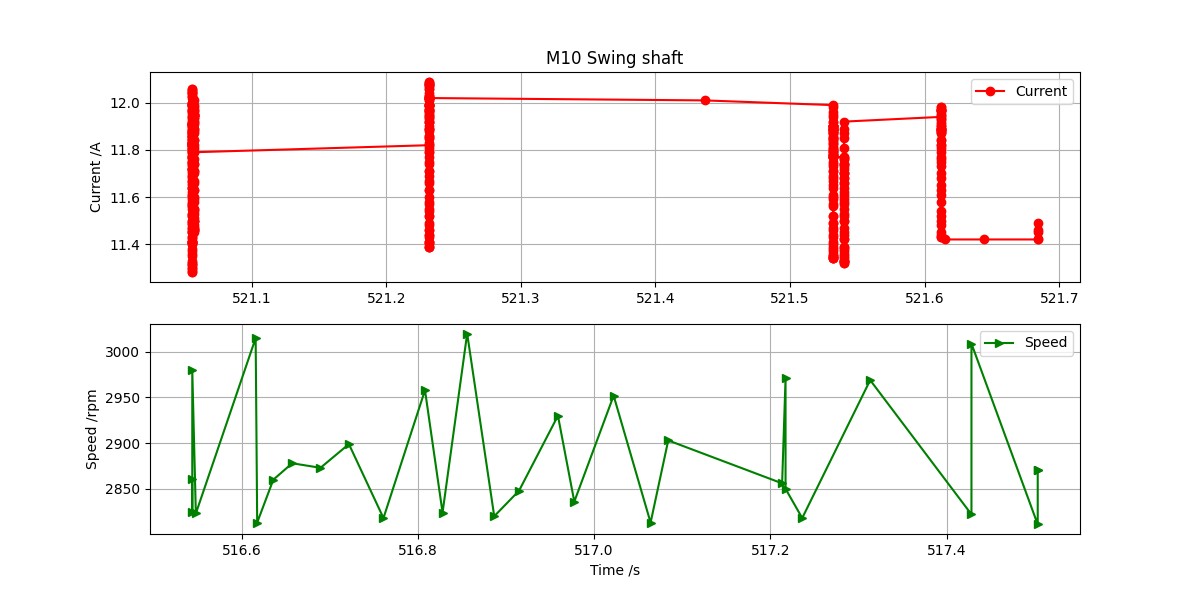 M10 Swing shaft
Current /A
12.0
11.8
11.6
11.4
Current
521.1 521.2 521.3 521.4 521.5 521.6 521.7
Speed /rpm
3000
2950
2900
2850
Speed
516.6 516.8 517.0 517.2 517.4
Time /s